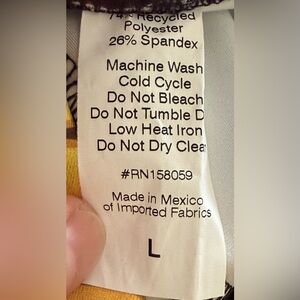 74% Recycled
Polyester
26% Spandex
Machine Wash
Cold Cycle
Do Not Bleach
Do Not Tumble D
Low Heat Iron
Do Not Dry Clea
#RN158059
Made in Mexico
of Imported Fabrics
L